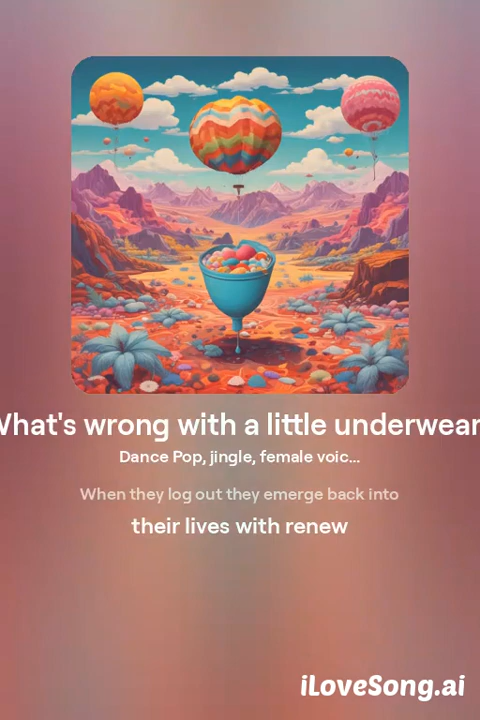 What's wrong with a little underwear
Dance Pop, jingle, female voic...
When they log out they emerge back into
their lives with renew
iLoveSong.ai